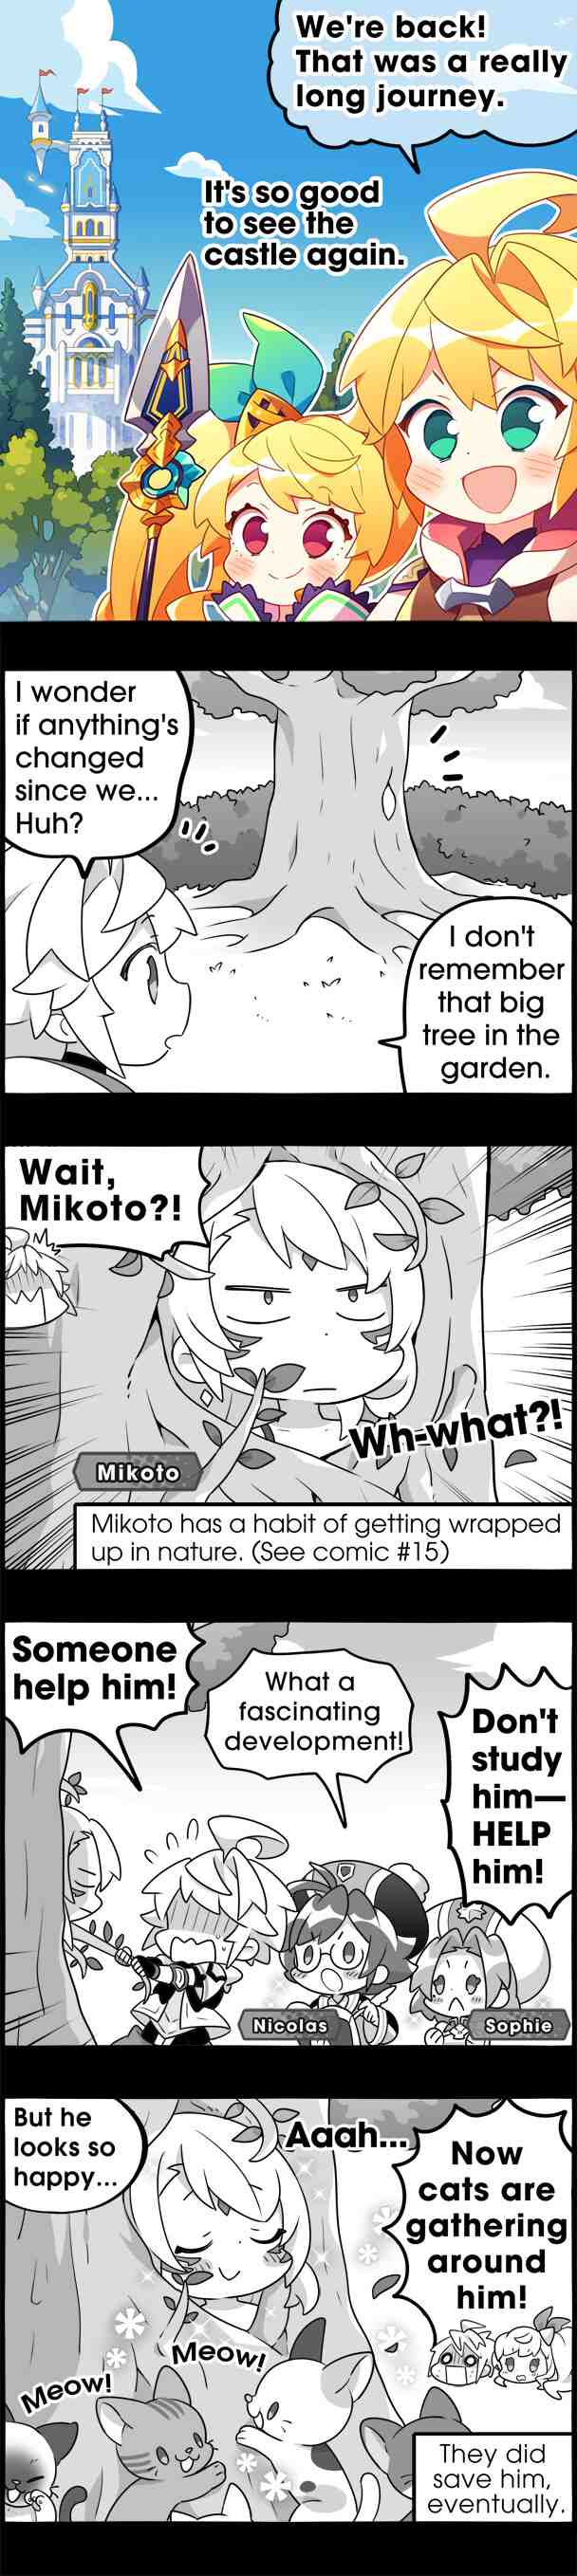 We're back!
That was a really
long journey.
It's so good
to see the
castle again.
I wonder
if anything's
changed
since we...
Huh?
I don't
remember
that big
tree in the
garden.
Wait,
Mikoto?!
Wh-what?!
Mikoto
Mikoto has a habit of getting wrapped
up in nature. (See comic #15)
Someone
help him!
What a
fascinating
development!
Don't
study
him—
HELP
him!
Nicolas
Sophie
But he
looks so
happy...
Aaah...
Now
cats are
gathering
around
him!
Meow!
Meow!
They did
save him,
eventually.